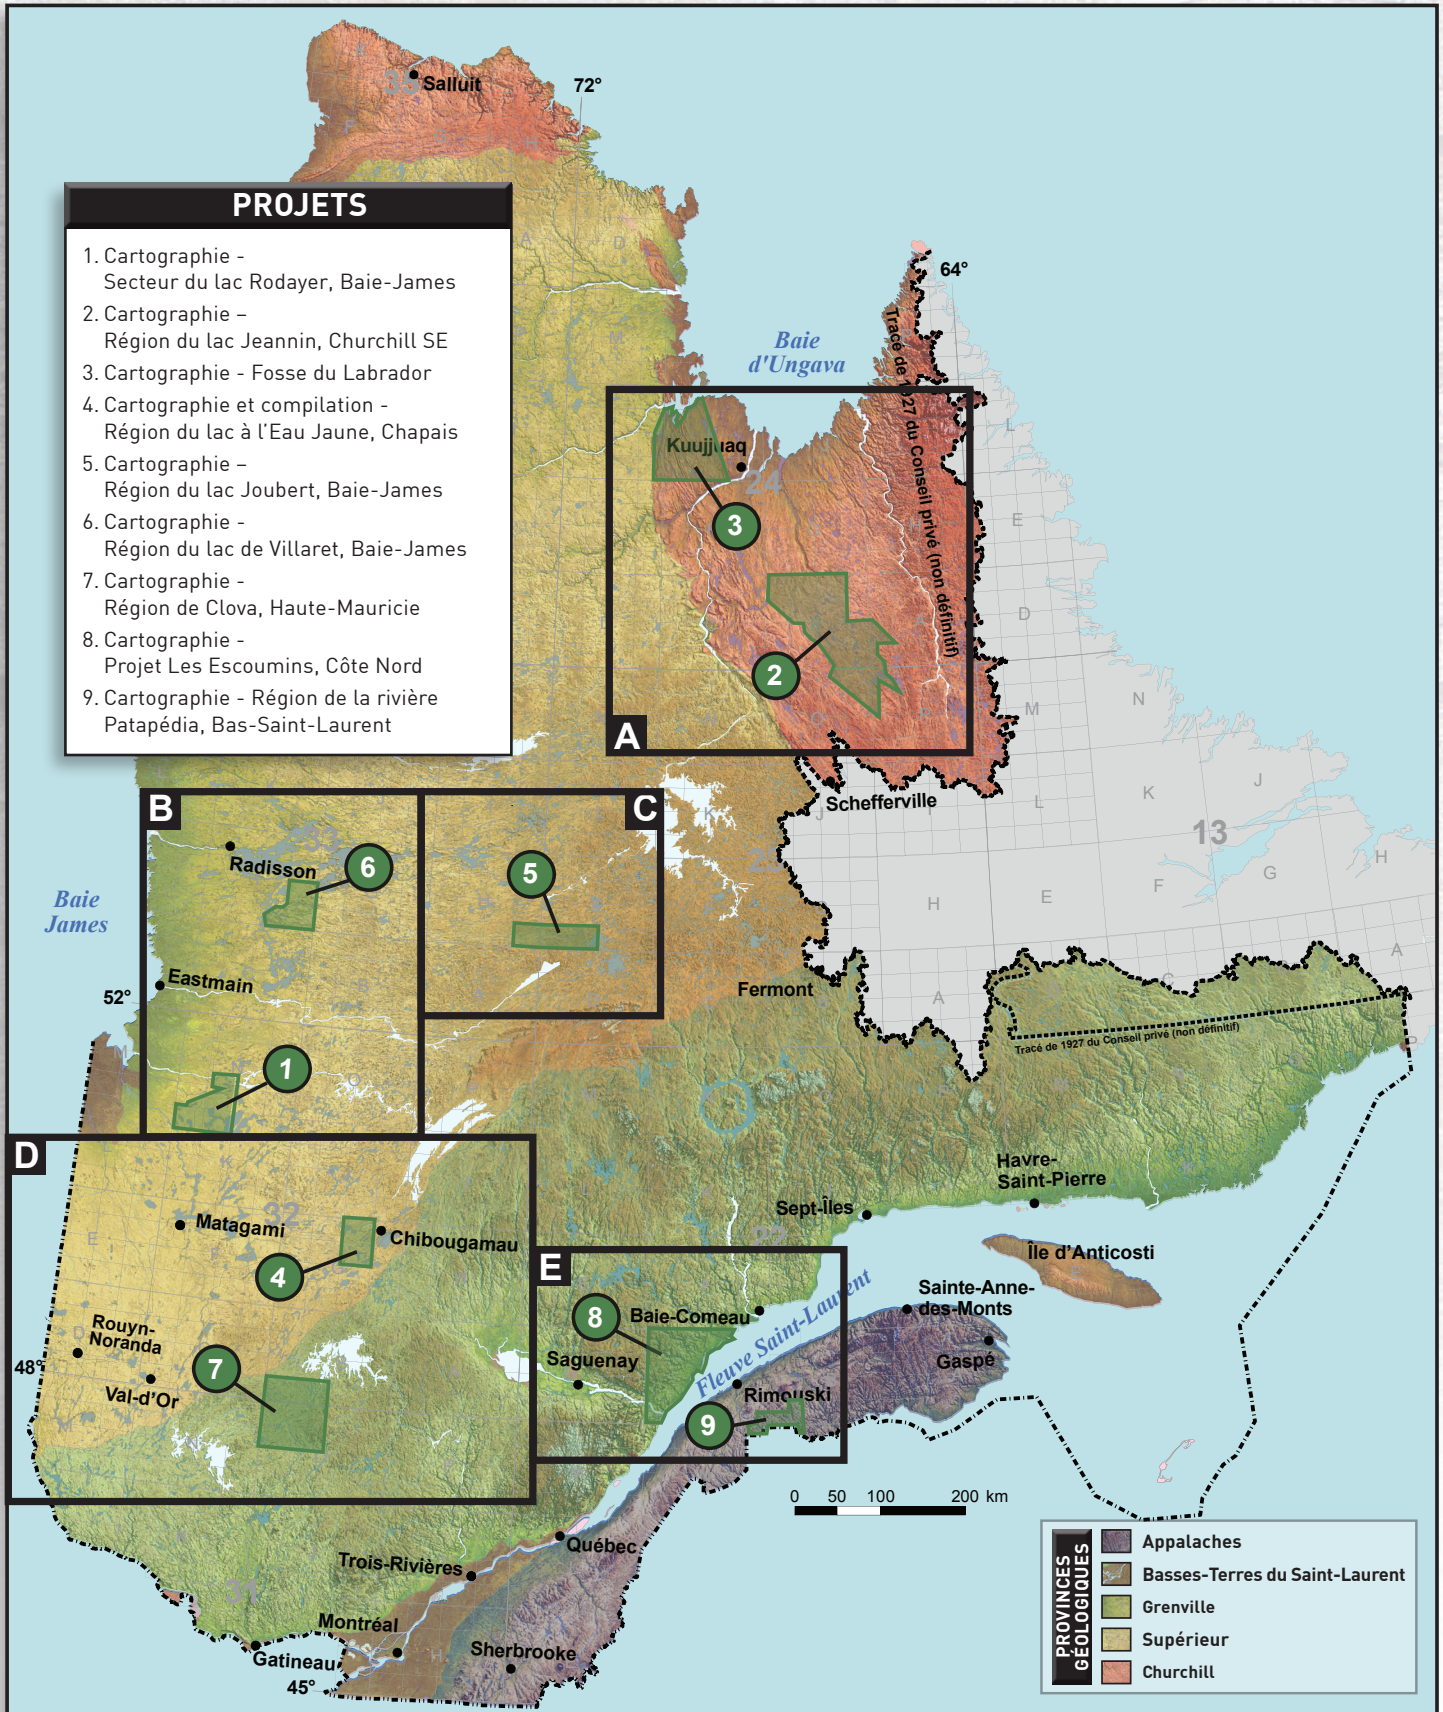 35
Salluit
72°
PROJETS
1. Cartographie -
Secteur du lac Rodayer, Baie-James
2. Cartographie –
Région du lac Jeannin, Churchill SE
3. Cartographie - Fosse du Labrador
4. Cartographie et compilation -
Région du lac à l'Eau Jaune, Chapais
5. Cartographie –
Région du lac Joubert, Baie-James
6. Cartographie -
Région du lac de Villaret, Baie-James
7. Cartographie -
Région de Clova, Haute-Mauricie
8. Cartographie -
Projet Les Escoumins, Côte Nord
9. Cartographie - Région de la rivière
Patapédia, Bas-Saint-Laurent
64°
Baie
d'Ungava
Tracé de 1927 du Conseil privé (non définitif)
Kuujjuaq
24
3
2
A
L
E
D
N
M
L
K
J
13
H
G
F
E
H
A
A
Schefferville
B
C
33
Radisson
6
5
23
Baie
James
Eastmain
52°
Fermont
1
Tracé de 1927 du Conseil privé (non définitif)
D
32
Matagami
Chibougamau
4
Havre-
Saint-Pierre
Sept-Îles
22
Île d'Anticosti
E
Sainte-Anne-
des-Monts
8
Baie-Comeau
Fleuve Saint-Laurent
Rouyn-
Noranda
48°
7
Val-d'Or
Saguenay
Gaspé
Rimouski
9
0 50 100 200 km
Québec
Trois-Rivières
31
Montréal
Gatineau
Sherbrooke
45°
PROVINCES
GÉOLOGIQUES
Appalaches
Basses-Terres du Saint-Laurent
Grenville
Supérieur
Churchill